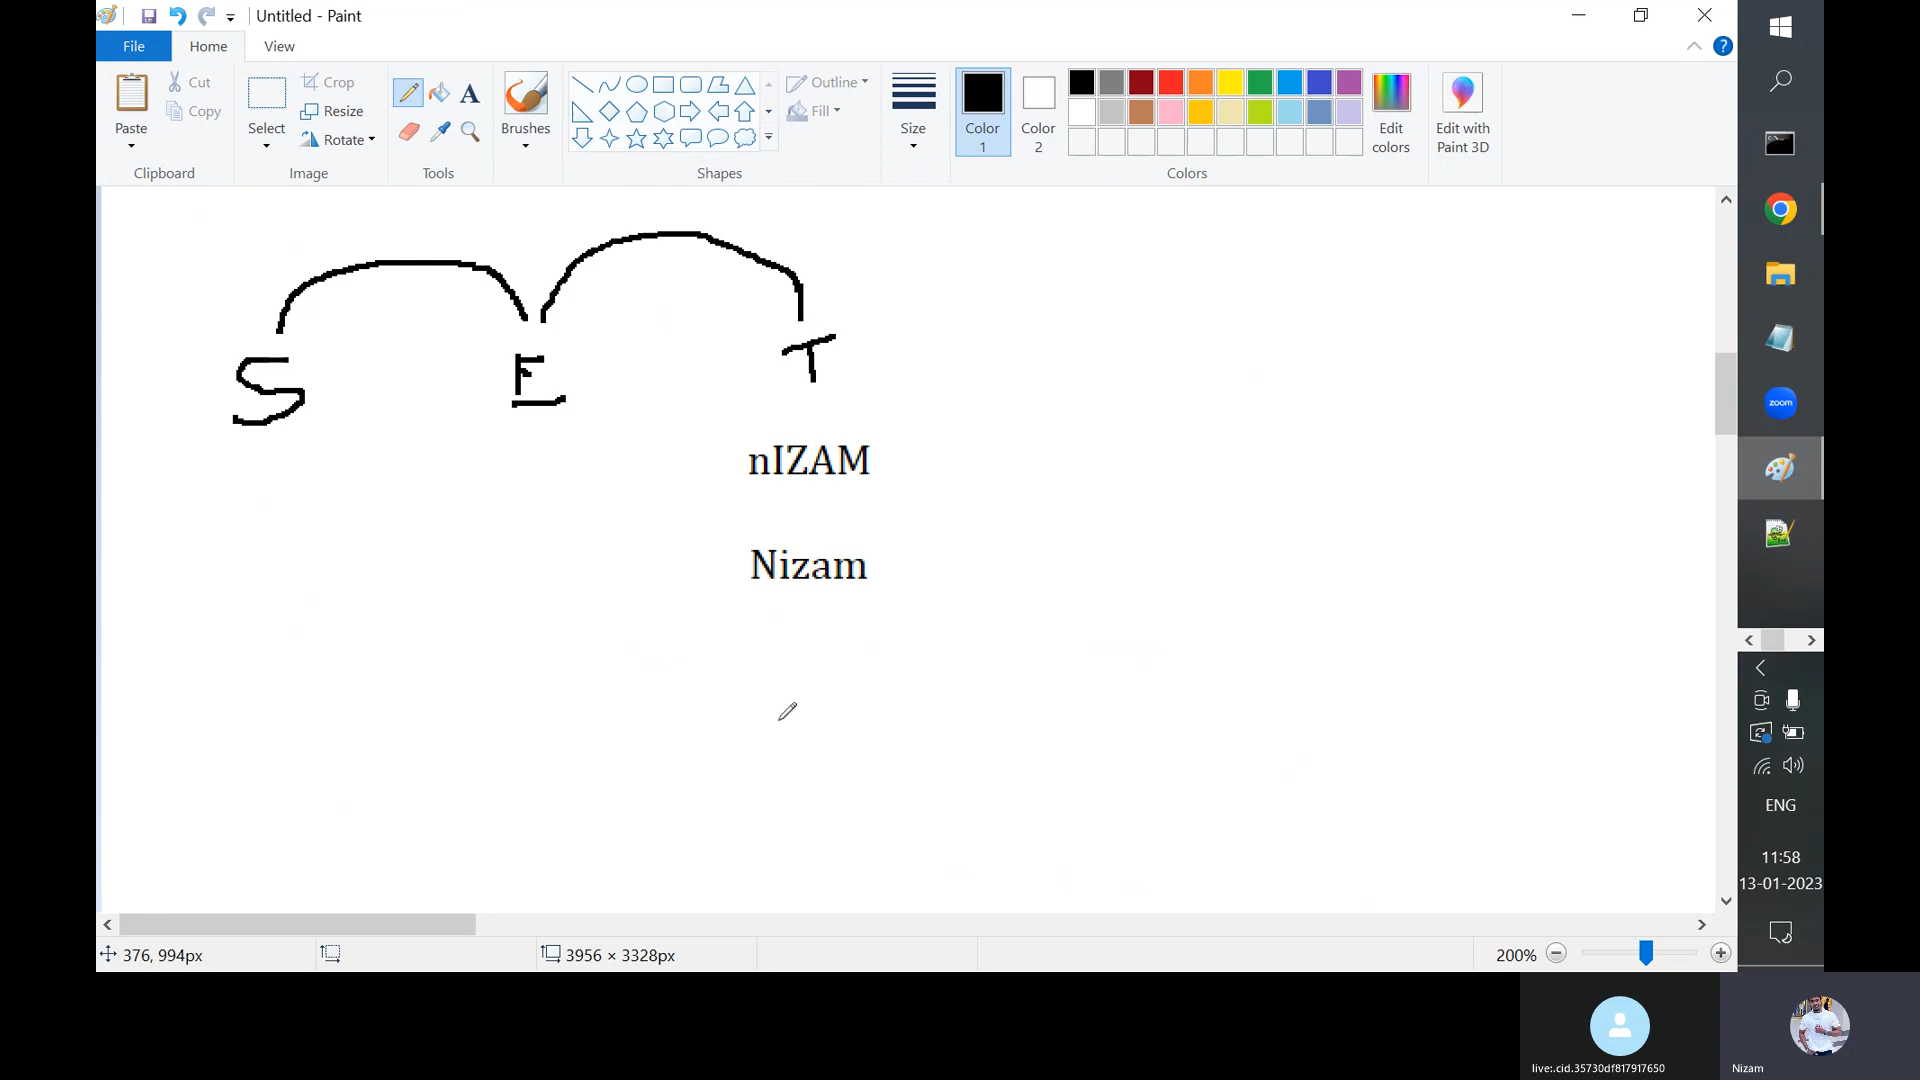 Untitled - Paint
File Home View
Paste
Cut
Copy
Clipboard
Select
Crop
Resize
Rotate
Image
A
Tools
Brushes
Shapes
Outline
Fill
Size
Color 1
Color 2
Edit colors
Colors
Edit with Paint 3D
?
S E T
nIZAM
Nizam
zoom
ENG
11:58
13-01-2023
376, 994px
3956 × 3328px
200%
live:.cid.35730df817917650
Nizam